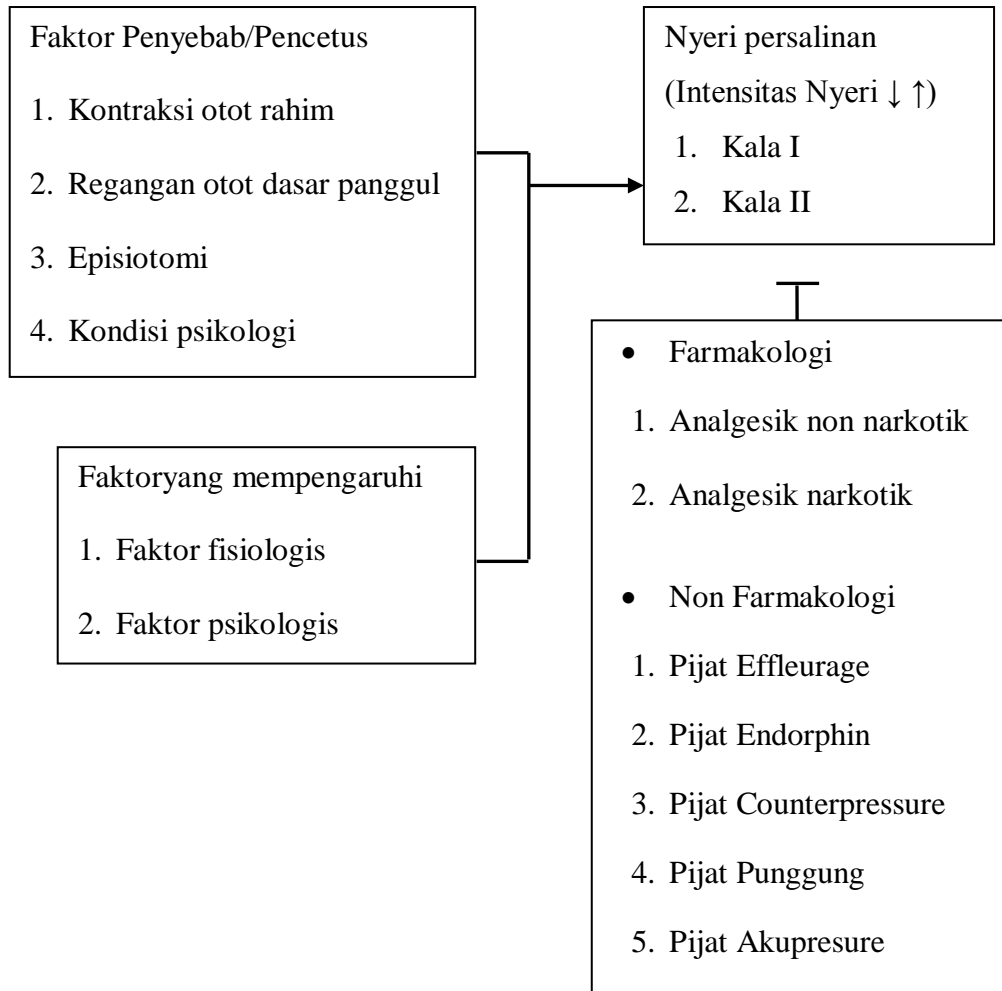 Faktor Penyebab/Pencetus
1. Kontraksi otot rahim
2. Regangan otot dasar panggul
3. Episiotomi
4. Kondisi psikologi
Faktoryang mempengaruhi
1. Faktor fisiologis
2. Faktor psikologis
Nyeri persalinan
(Intensitas Nyeri ↓ ↑)
1. Kala I
2. Kala II
• Farmakologi
1. Analgesik non narkotik
2. Analgesik narkotik
• Non Farmakologi
1. Pijat Effleurage
2. Pijat Endorphin
3. Pijat Counterpressure
4. Pijat Punggung
5. Pijat Akupresure